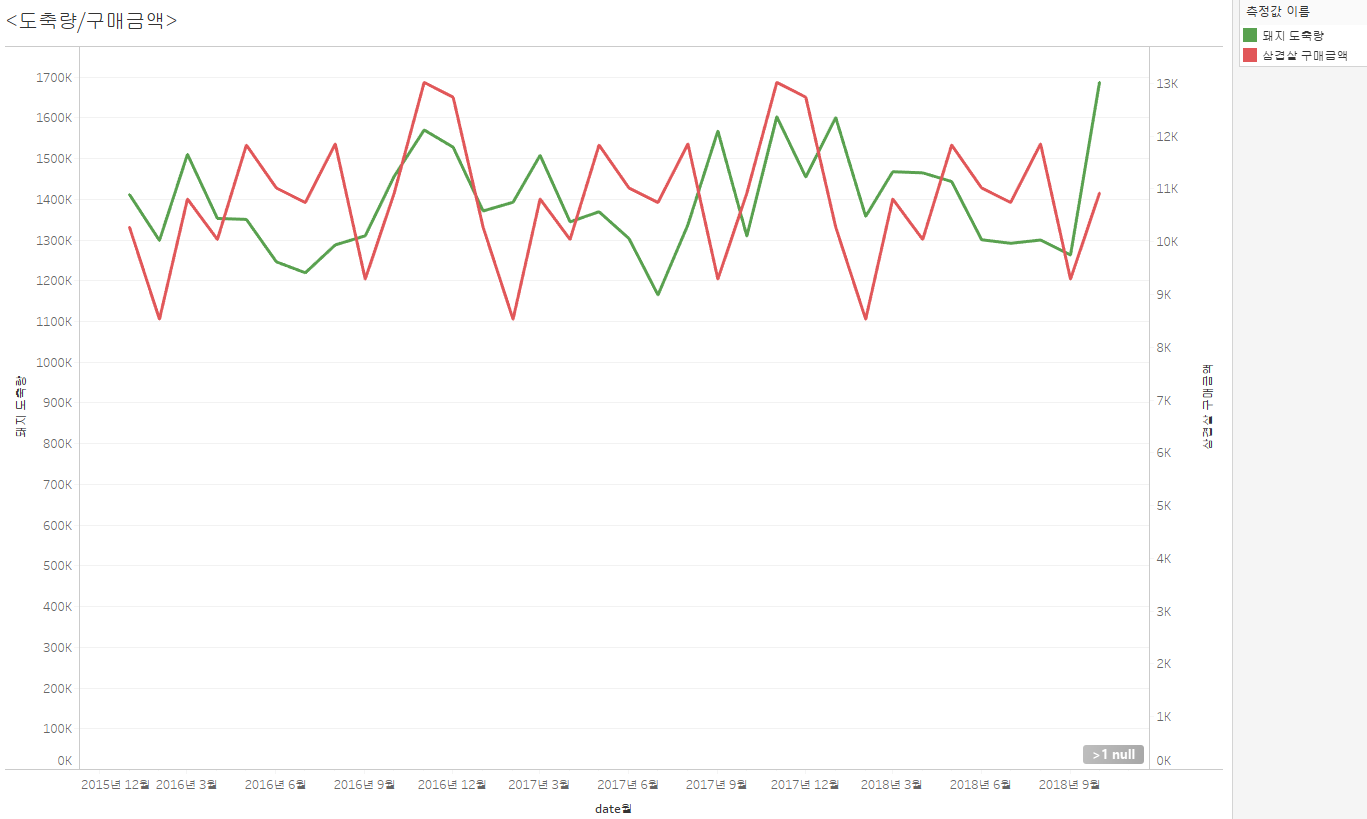 <도축량/구매금액>
측정값 이름
돼지 도축량
삼겹살 구매금액
1700K
1600K
1500K
1400K
1300K
1200K
1100K
1000K
900K
800K
700K
600K
500K
400K
300K
200K
100K
0K
돼지 도축량
13K
12K
11K
10K
9K
8K
7K
6K
5K
4K
3K
2K
1K
0K
삼겹살 구매금액
>1 null
2015년 12월 2016년 3월 2016년 6월 2016년 9월 2016년 12월 2017년 3월 2017년 6월 2017년 9월 2017년 12월 2018년 3월 2018년 6월 2018년 9월
date월